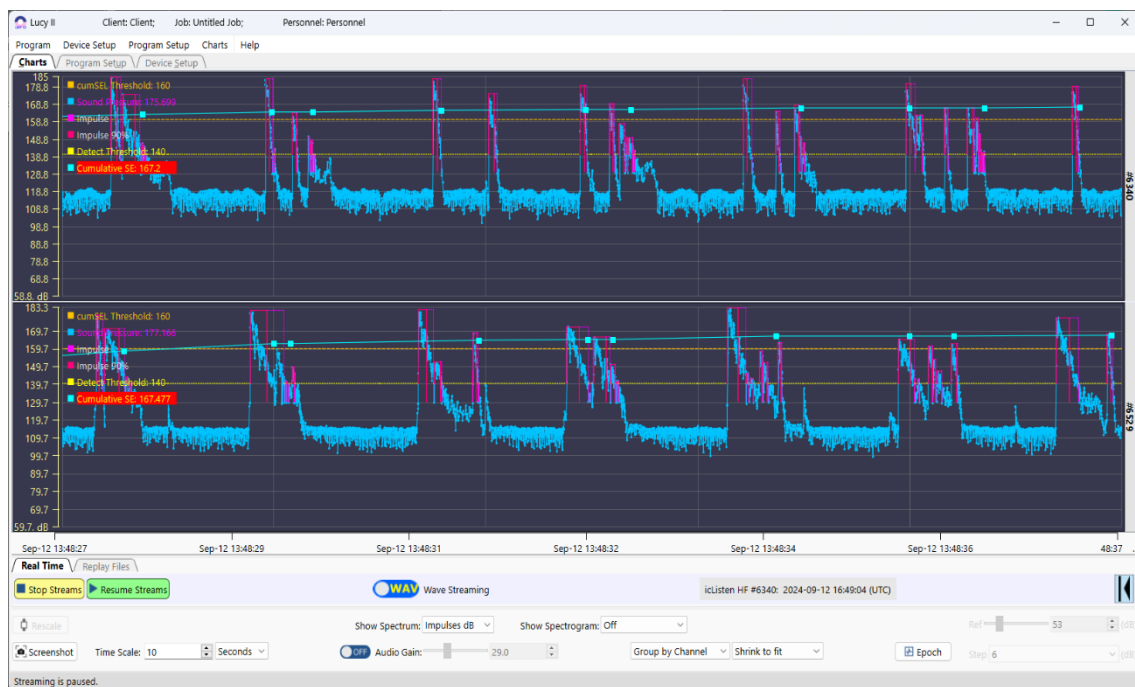 Lucy II Client: Client; Job: Untitled Job; Personnel: Personnel
Program Device Setup Program Setup Charts Help
Charts Program Setup Device Setup
185
178.8
168.8
158.8
148.8
138.8
128.8
118.8
108.8
98.8
88.8
78.8
68.8
58.8. dB
cumSEL Threshold: 160
Sound Pressure: 175.699
Impulse
Impulse 90%
Detect Threshold: 140
Cumulative SE: 167.2
#6340
183.3
169.7
159.7
149.7
139.7
129.7
119.7
109.7
99.7
89.7
79.7
69.7
59.7. dB
cumSEL Threshold: 160
Sound Pressure: 177.166
Impulse
Impulse 90%
Detect Threshold: 140
Cumulative SE: 167.477
#6529
Sep-12 13:48:27 Sep-12 13:48:29 Sep-12 13:48:31 Sep-12 13:48:32 Sep-12 13:48:34 Sep-12 13:48:36 48:37
Real Time Replay Files
Stop Streams Resume Streams WAV Wave Streaming icListen HF #6340: 2024-09-12 16:49:04 (UTC)
Rescale Show Spectrum: Impulses dB Show Spectrogram: Off Ref 53 (dB
Screenshot Time Scale: 10 Seconds OFF Audio Gain: 29.0 Group by Channel Shrink to fit Epoch Step 6 (dB)
Streaming is paused.